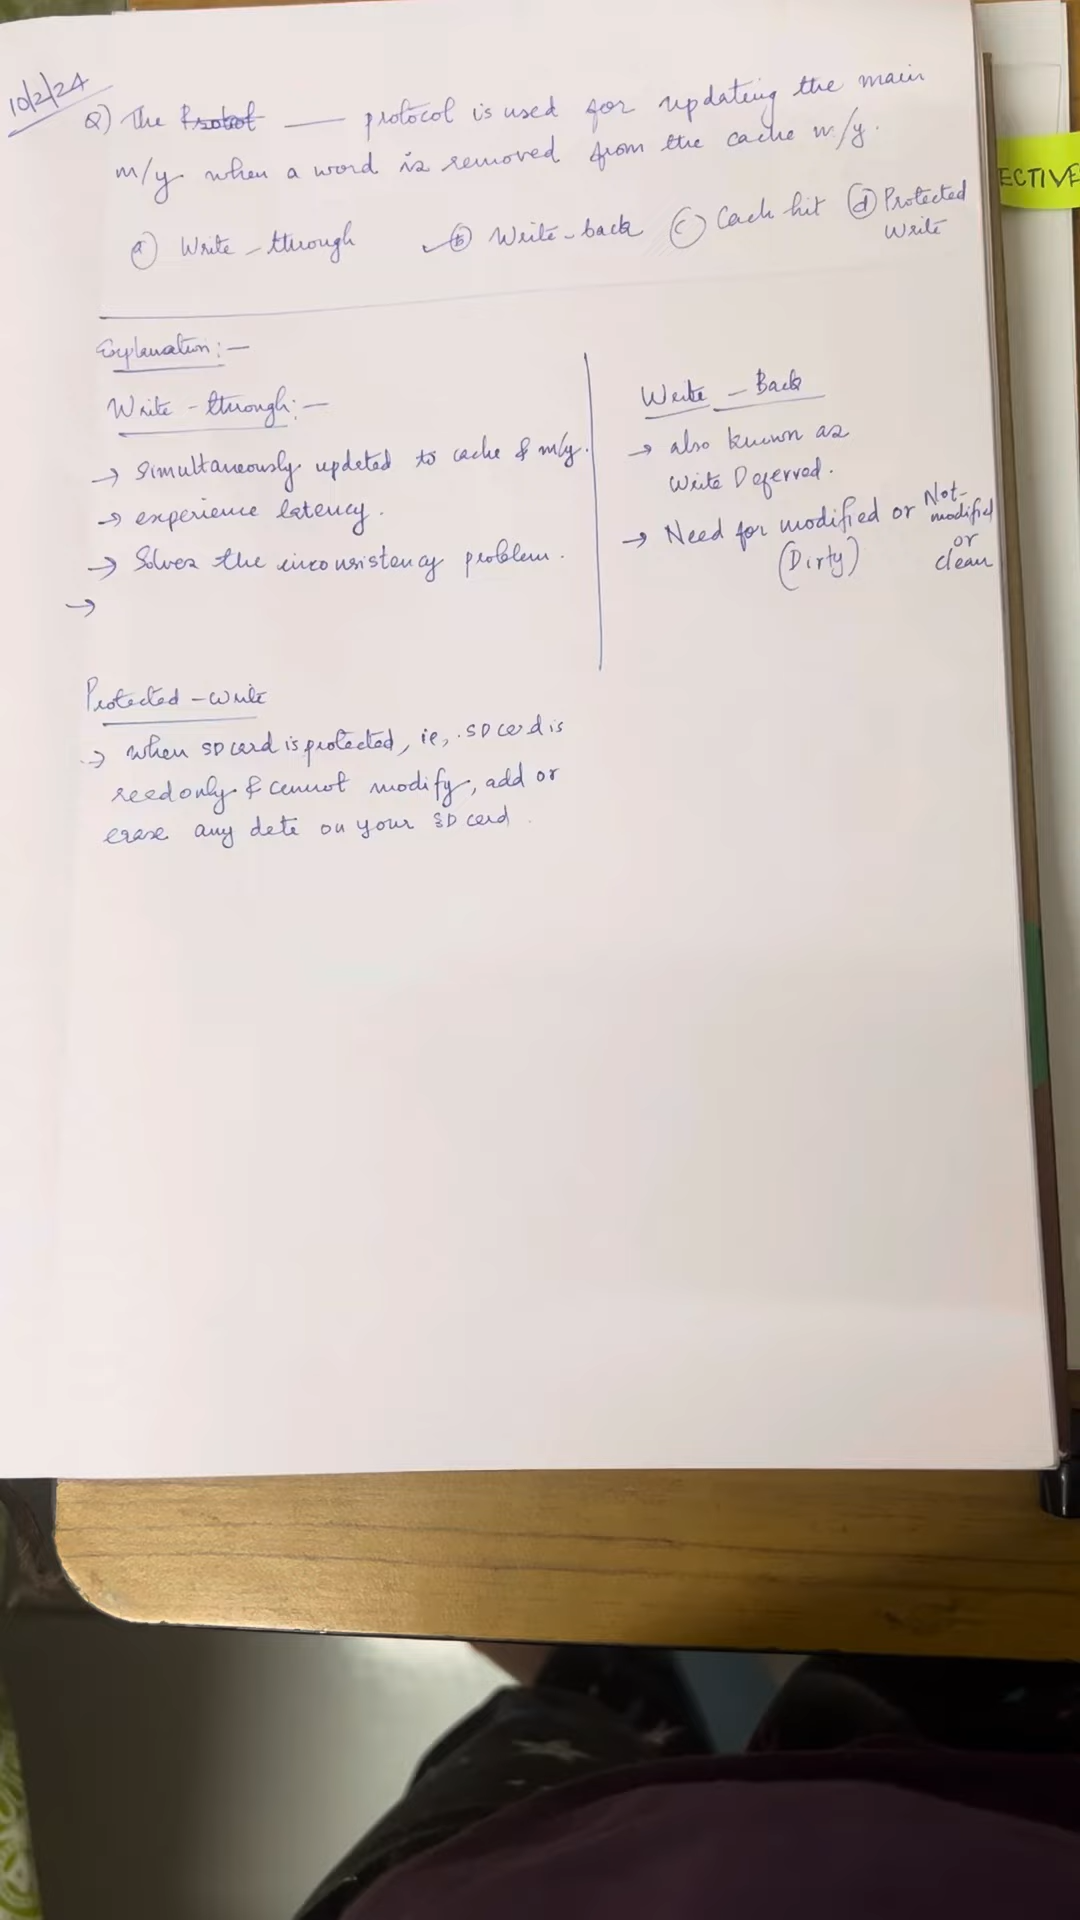 10/2/24
Q) The Protot ___ protocol is used for updating the main
m/y when a word is removed from the cache m/y.
a) Write-through b) Write-back c) Cach hit d) Protected
Write
Explanation:-
Write-through:-
→ Simultaneously updated to cache & m/y.
→ experience latency.
→ Solves the inconsistency problem.
→
Write-Back
→ also known as
Write Deferred.
→ Need for modified or Not-
modified
(Dirty) or
clean
Protected-write
→ When SD card is protected, ie, SD card is
read only & cannot modify, add or
erase any data on your SD card.
ECTIVE